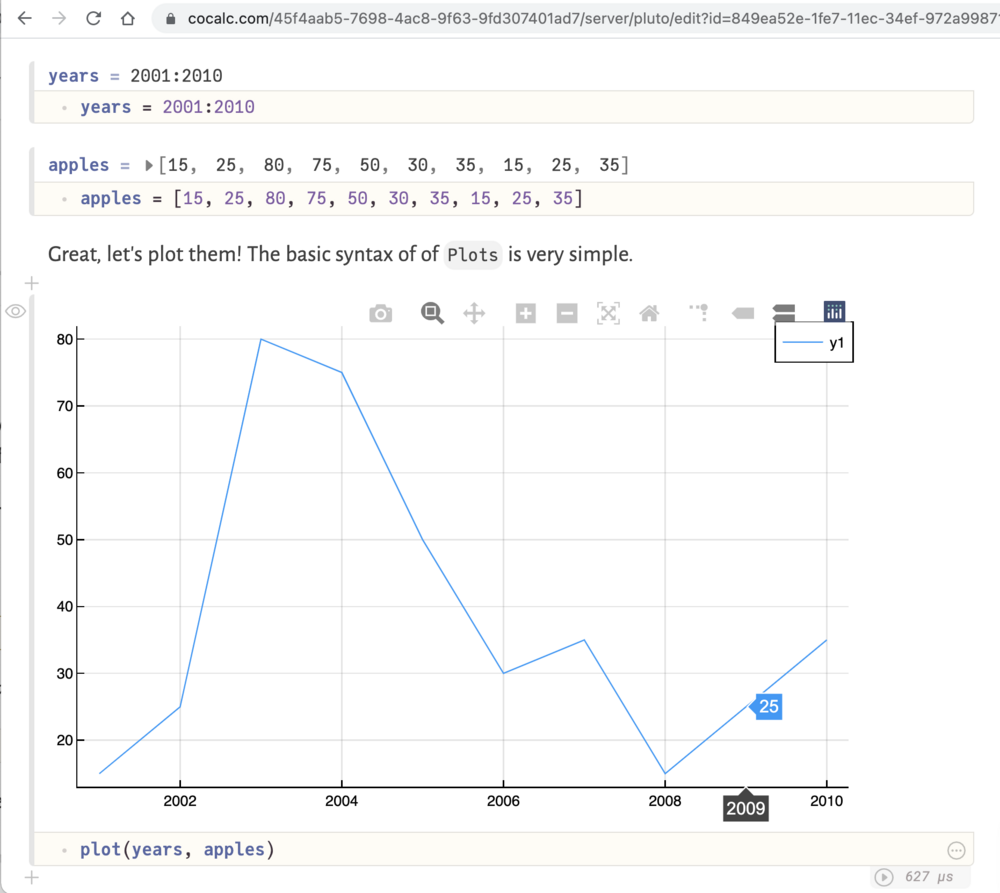 cocalc.com/45f4aab5-7698-4ac8-9f63-9fd307401ad7/server/pluto/edit?id=849ea52e-1fe7-11ec-34ef-972a9987
years = 2001:2010
years = 2001:2010
apples = [15, 25, 80, 75, 50, 30, 35, 15, 25, 35]
apples = [15, 25, 80, 75, 50, 30, 35, 15, 25, 35]
Great, let's plot them! The basic syntax of of Plots is very simple.
y1
80
70
60
50
40
30
20
25
2002 2004 2006 2008 2010
2009
plot(years, apples)
627 μs